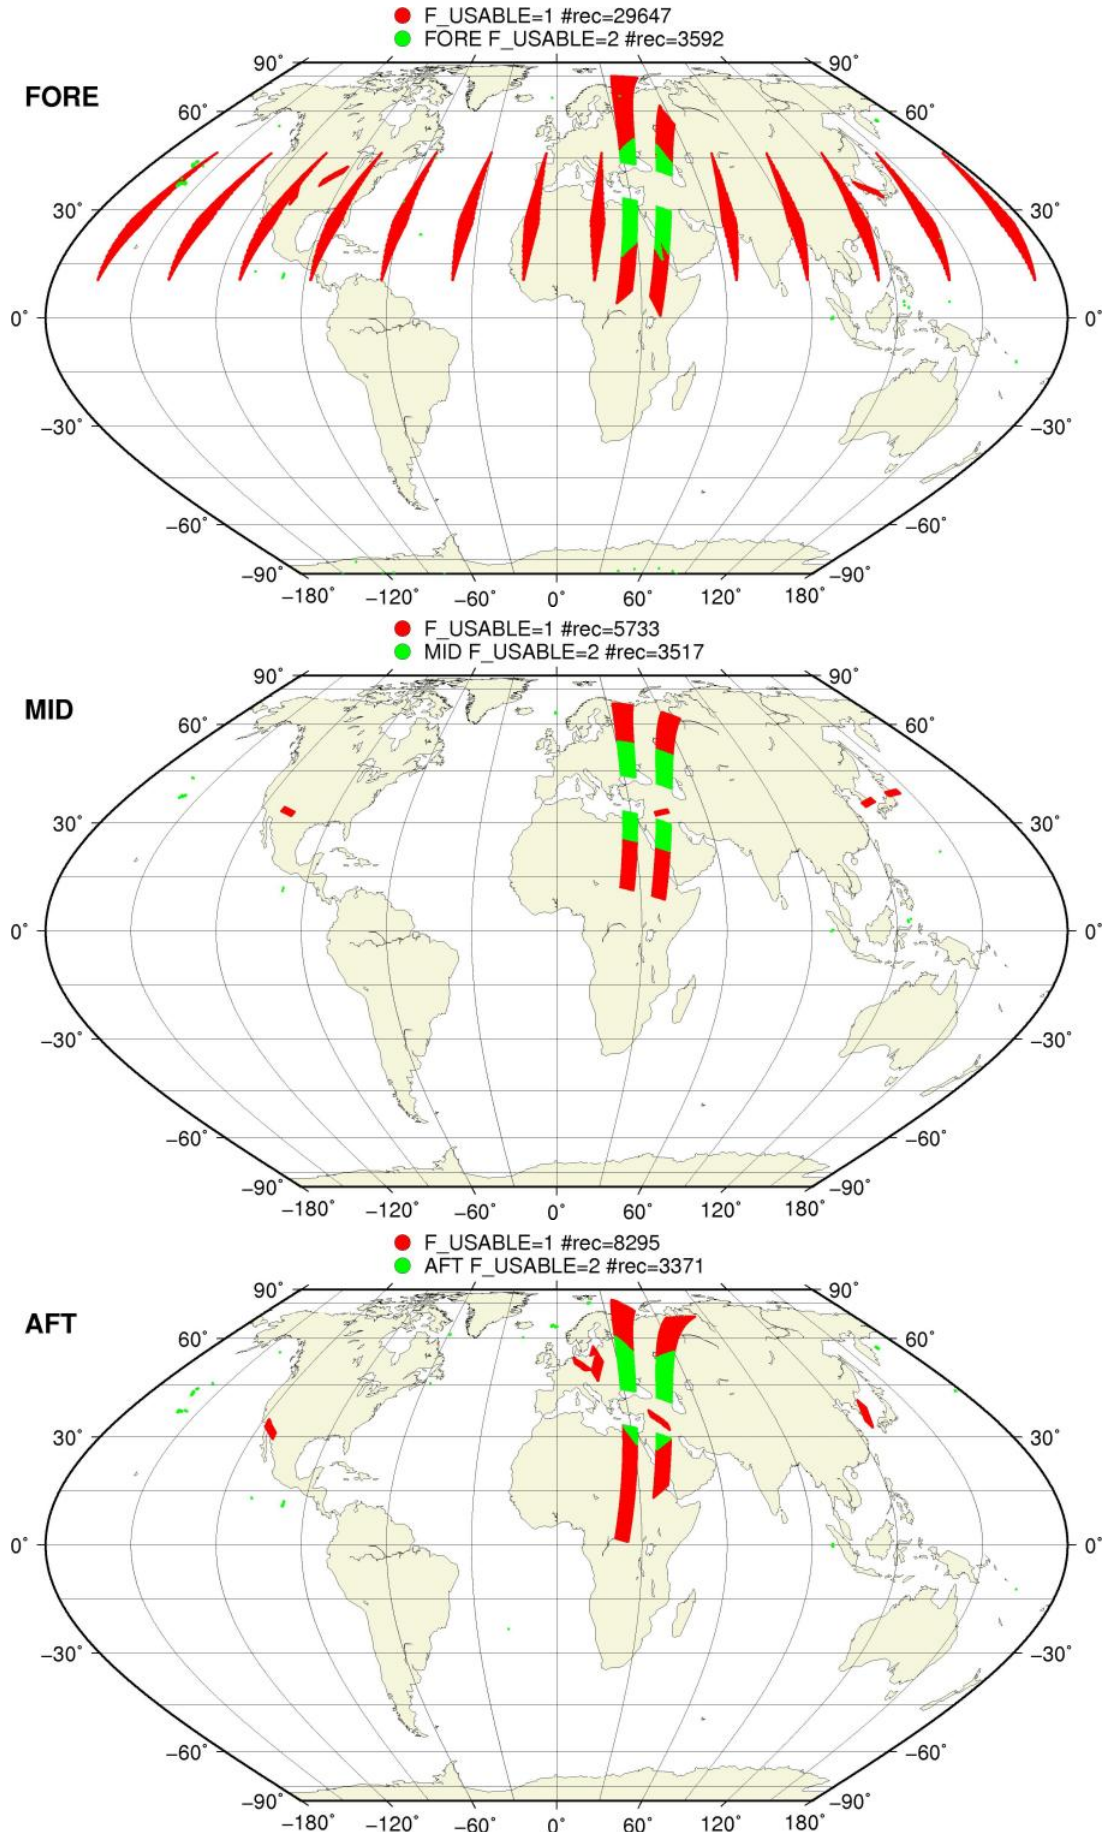 F_USABLE=1 #rec=29647
FORE F_USABLE=2 #rec=3592
FORE
90° 90°
60° 60°
30° 30°
0° 0°
−30° −30°
−60° −60°
−90° −90°
−180° −120° −60° 0° 60° 120° 180°
F_USABLE=1 #rec=5733
MID F_USABLE=2 #rec=3517
MID
90° 90°
60° 60°
30° 30°
0° 0°
−30° −30°
−60° −60°
−90° −90°
−180° −120° −60° 0° 60° 120° 180°
F_USABLE=1 #rec=8295
AFT F_USABLE=2 #rec=3371
AFT
90° 90°
60° 60°
30° 30°
0° 0°
−30° −30°
−60° −60°
−90° −90°
−180° −120° −60° 0° 60° 120° 180°